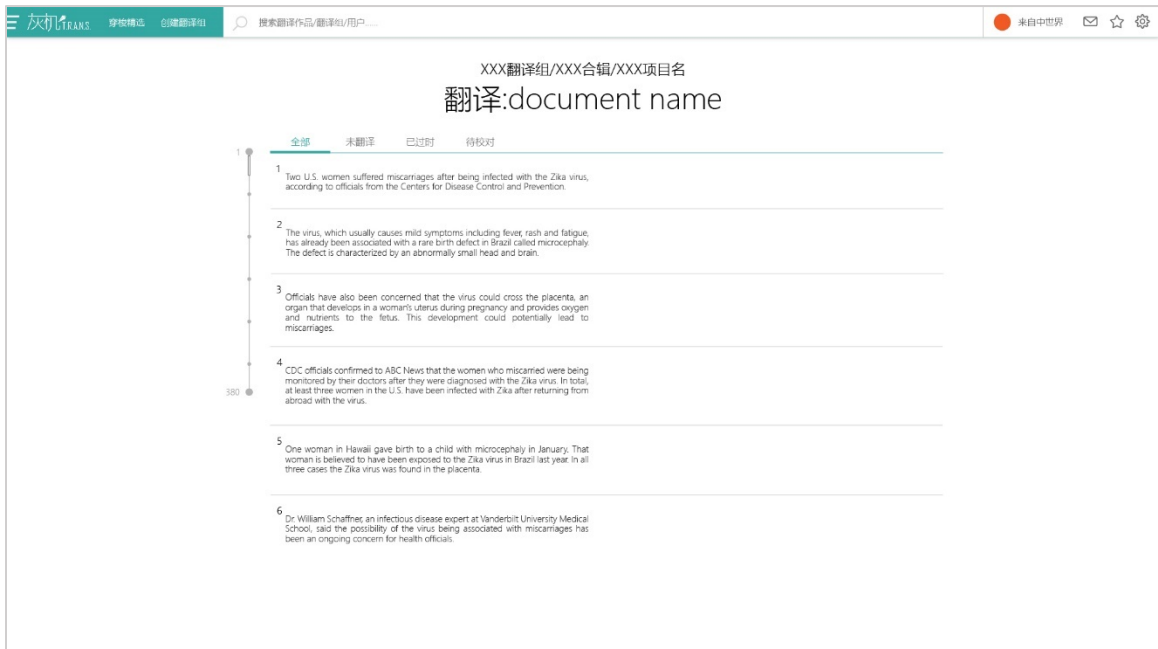 灰机TRANS. 穿梭精选 创建翻译组 搜索翻译作品/翻译组/用户...... 来自中世界
XXX翻译组/XXX合辑/XXX项目名
翻译:document name
全部 未翻译 已过时 待校对
1
1
Two U.S. women suffered miscarriages after being infected with the Zika virus,
according to officials from the Centers for Disease Control and Prevention.
2
The virus, which usually causes mild symptoms including fever, rash and fatigue,
has already been associated with a rare birth defect in Brazil called microcephaly.
The defect is characterized by an abnormally small head and brain.
3
Officials have also been concerned that the virus could cross the placenta, an
organ that develops in a woman's uterus during pregnancy and provides oxygen
and nutrients to the fetus. This development could potentially lead to
miscarriages.
4
CDC officials confirmed to ABC News that the women who miscarried were being
monitored by their doctors after they were diagnosed with the Zika virus. In total,
at least three women in the U.S. have been infected with Zika after returning from
abroad with the virus.
380
5
One woman in Hawaii gave birth to a child with microcephaly in January. That
woman is believed to have been exposed to the Zika virus in Brazil last year. In all
three cases the Zika virus was found in the placenta.
6
Dr. William Schaffner, an infectious disease expert at Vanderbilt University Medical
School, said the possibility of the virus being associated with miscarriages has
been an ongoing concern for health officials.